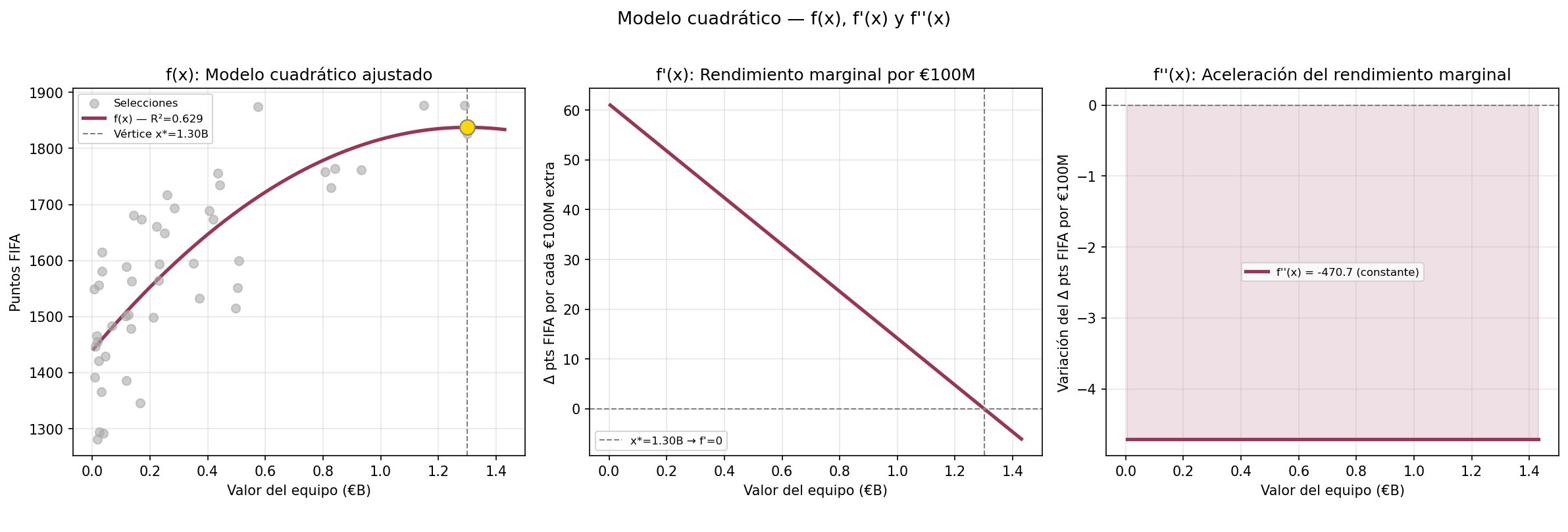 Modelo cuadrático — f(x), f'(x) y f''(x)
f(x): Modelo cuadrático ajustado
Puntos FIFA
1900
1800
1700
1600
1500
1400
1300
Selecciones
f(x) — R²=0.629
Vértice x*=1.30B
0.0 0.2 0.4 0.6 0.8 1.0 1.2 1.4
Valor del equipo (€B)
f'(x): Rendimiento marginal por €100M
Δ pts FIFA por cada €100M extra
60
50
40
30
20
10
0
x*=1.30B → f'=0
0.0 0.2 0.4 0.6 0.8 1.0 1.2 1.4
Valor del equipo (€B)
f''(x): Aceleración del rendimiento marginal
Variación del Δ pts FIFA por €100M
0
−1
−2
−3
−4
f''(x) = -470.7 (constante)
0.0 0.2 0.4 0.6 0.8 1.0 1.2 1.4
Valor del equipo (€B)